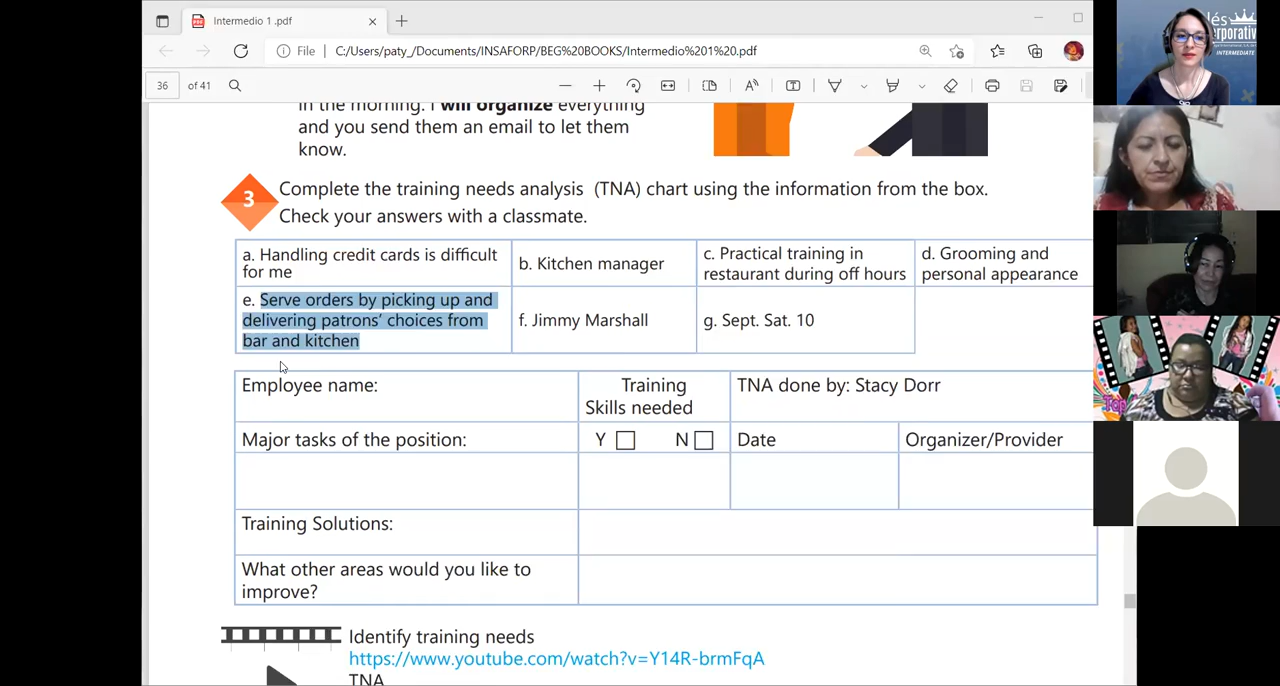 Intermedio 1 .pdf
File
C:/Users/paty_/Documents/INSAFORP/BEG%20BOOKS/Intermedio%201%20.pdf
36 of 41
in the morning. I will organize everything
and you send them an email to let them
know.
3
Complete the training needs analysis (TNA) chart using the information from the box.
Check your answers with a classmate.
a. Handling credit cards is difficult
for me
b. Kitchen manager
c. Practical training in
restaurant during off hours
d. Grooming and
personal appearance
e. Serve orders by picking up and
delivering patrons’ choices from
bar and kitchen
f. Jimmy Marshall
g. Sept. Sat. 10
Employee name:
Training
Skills needed
TNA done by: Stacy Dorr
Major tasks of the position:
Y
N
Date
Organizer/Provider
Training Solutions:
What other areas would you like to
improve?
Identify training needs
https://www.youtube.com/watch?v=Y14R-brmFqA
TNA
INTERMEDIATE